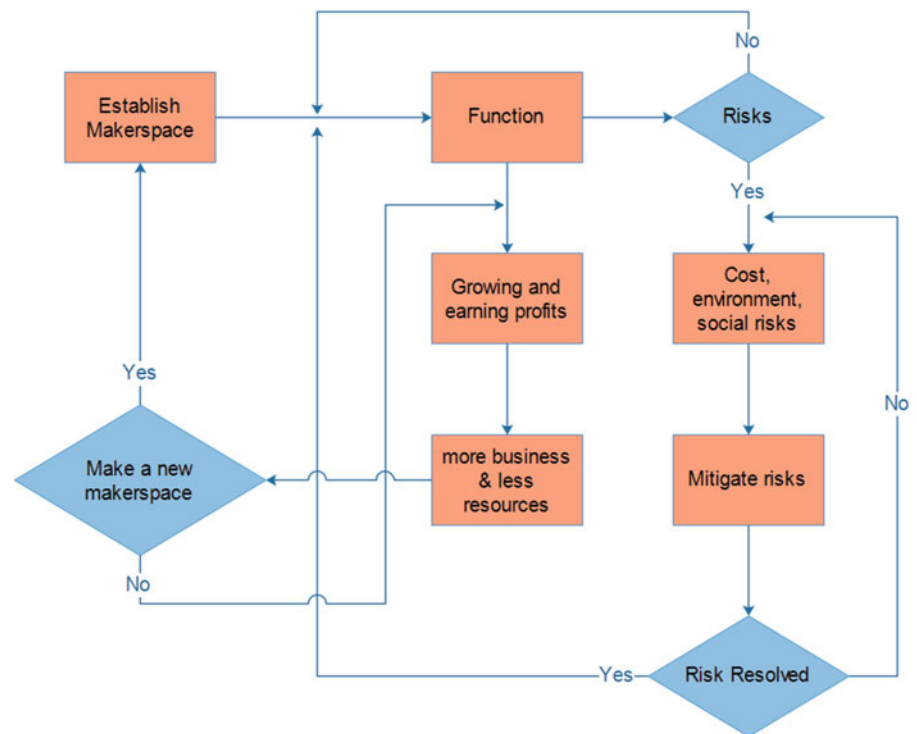 No
Establish
Makerspace
Function
Risks
Yes
Growing and
earning profits
Cost,
environment,
social risks
Yes
No
Make a new
makerspace
more business
& less
resources
Mitigate risks
No
Yes
Risk Resolved